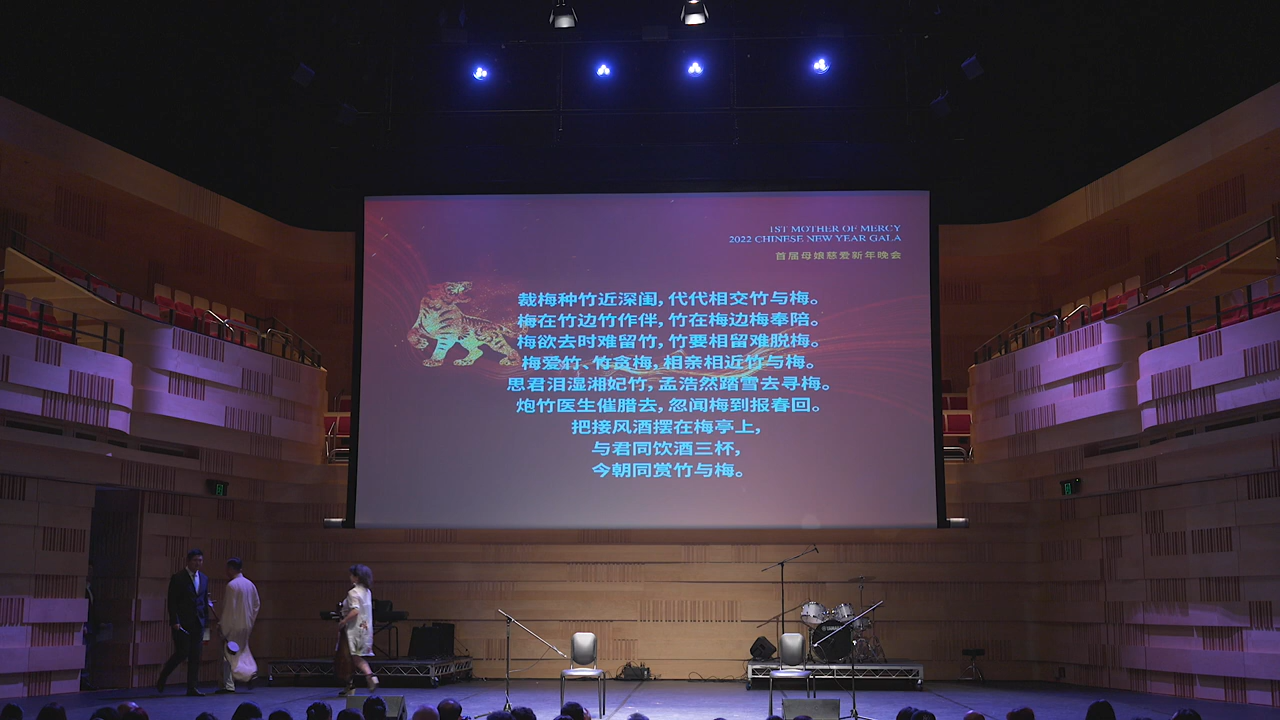 1ST MOTHER OF MERCY
2022 CHINESE NEW YEAR GALA
首届母娘慈爱新年晚会
裁梅种竹近深闺，代代相交竹与梅。
梅在竹边竹作伴，竹在梅边梅奉陪。
梅欲去时难留竹，竹要相留难脱梅。
梅爱竹、竹贪梅，相亲相近竹与梅。
思君泪湿湘妃竹，孟浩然踏雪去寻梅。
炮竹医生催腊去，忽闻梅到报春回。
把接风酒摆在梅亭上，
与君同饮酒三杯，
今朝同赏竹与梅。
YAMAHA